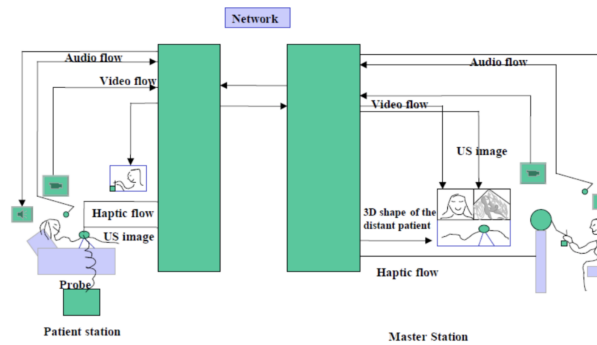 Network
Audio flow
Video flow
Haptic flow
US image
Probe
Patient station
Audio flow
Video flow
US image
3D shape of the
distant patient
Haptic flow
Master Station